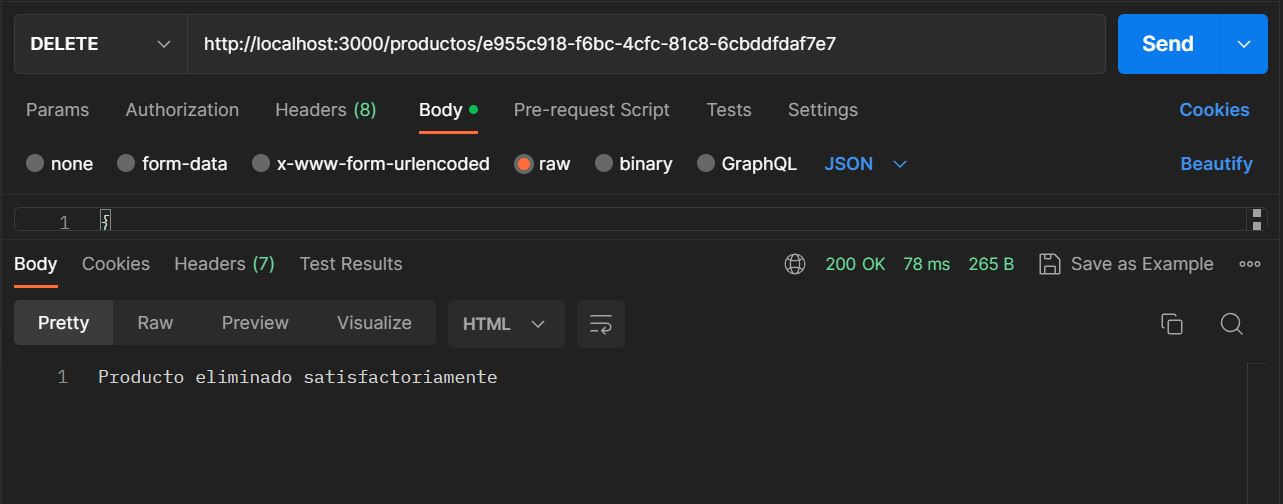 DELETE http://localhost:3000/productos/e955c918-f6bc-4cfc-81c8-6cbddfdaf7e7 Send
Params Authorization Headers (8) Body Pre-request Script Tests Settings Cookies
none form-data x-www-form-urlencoded raw binary GraphQL JSON Beautify
1 {
Body Cookies Headers (7) Test Results 200 OK 78 ms 265 B Save as Example
Pretty Raw Preview Visualize HTML
1 Producto eliminado satisfactoriamente